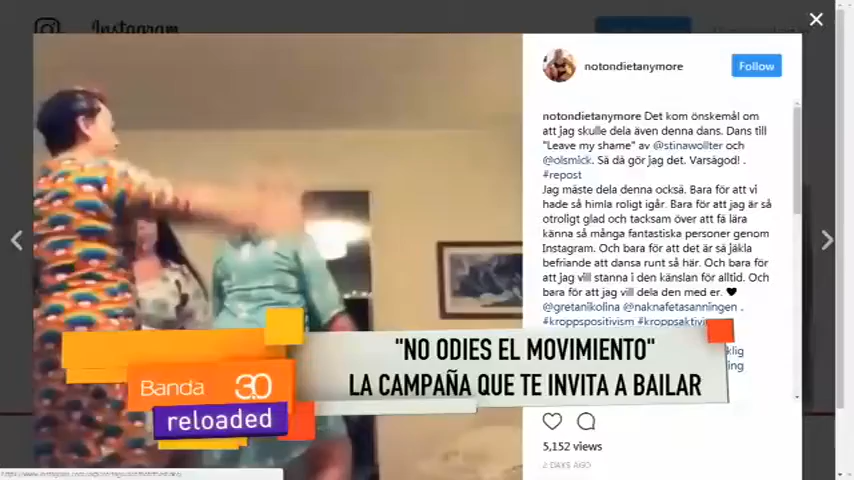 Instagram
notondietanymore
Follow
notondietanymore Det kom önskemål om
att jag skulle dela även denna dans. Dans till
"Leave my shame" av @stinawollter och
@olsmick. Så då gör jag det. Varsågod! .
#repost
Jag måste dela denna också. Bara för att vi
hade så himla roligt igår. Bara för att jag är så
otroligt glad och tacksam över att få lära
känna så många fantastiska personer genom
Instagram. Och bara för att det är så jäkla
befriande att dansa runt så här. Och bara för
att jag vill stanna i den känslan för alltid. Och
bara för att jag vill dela den med er. 🖤
@gretanikolina @naknafetasanningen .
#kroppspositivism
klig
ing
"NO ODIES EL MOVIMIENTO"
LA CAMPAÑA QUE TE INVITA A BAILAR
Banda 3.0
reloaded
5,152 views
2 DAYS AGO